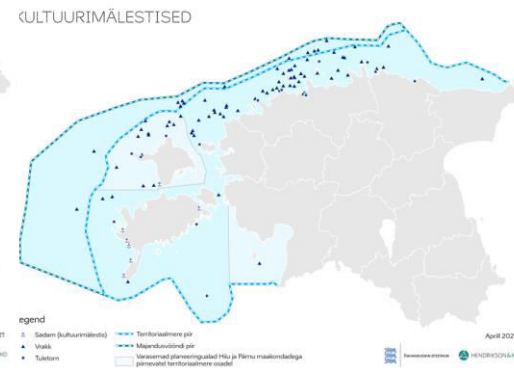 KULTUURIMÄLESTISED
egend
Sadam (kultuurimälestis)
Vrakk
Tuletorn
Territoriaalmere piir
Majandusvööndi piir
Varasemad planeeringualad Hiiu ja Pärnu maakondadega
piirnevatel territoriaalmere osadel
April 202
HENDRIKSON&K